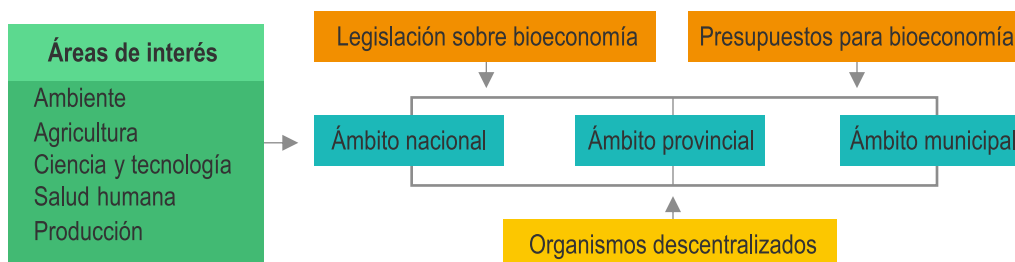 Áreas de interés
Ambiente
Agricultura
Ciencia y tecnología
Salud humana
Producción
Legislación sobre bioeconomía
Presupuestos para bioeconomía
Ámbito nacional
Ámbito provincial
Ámbito municipal
Organismos descentralizados